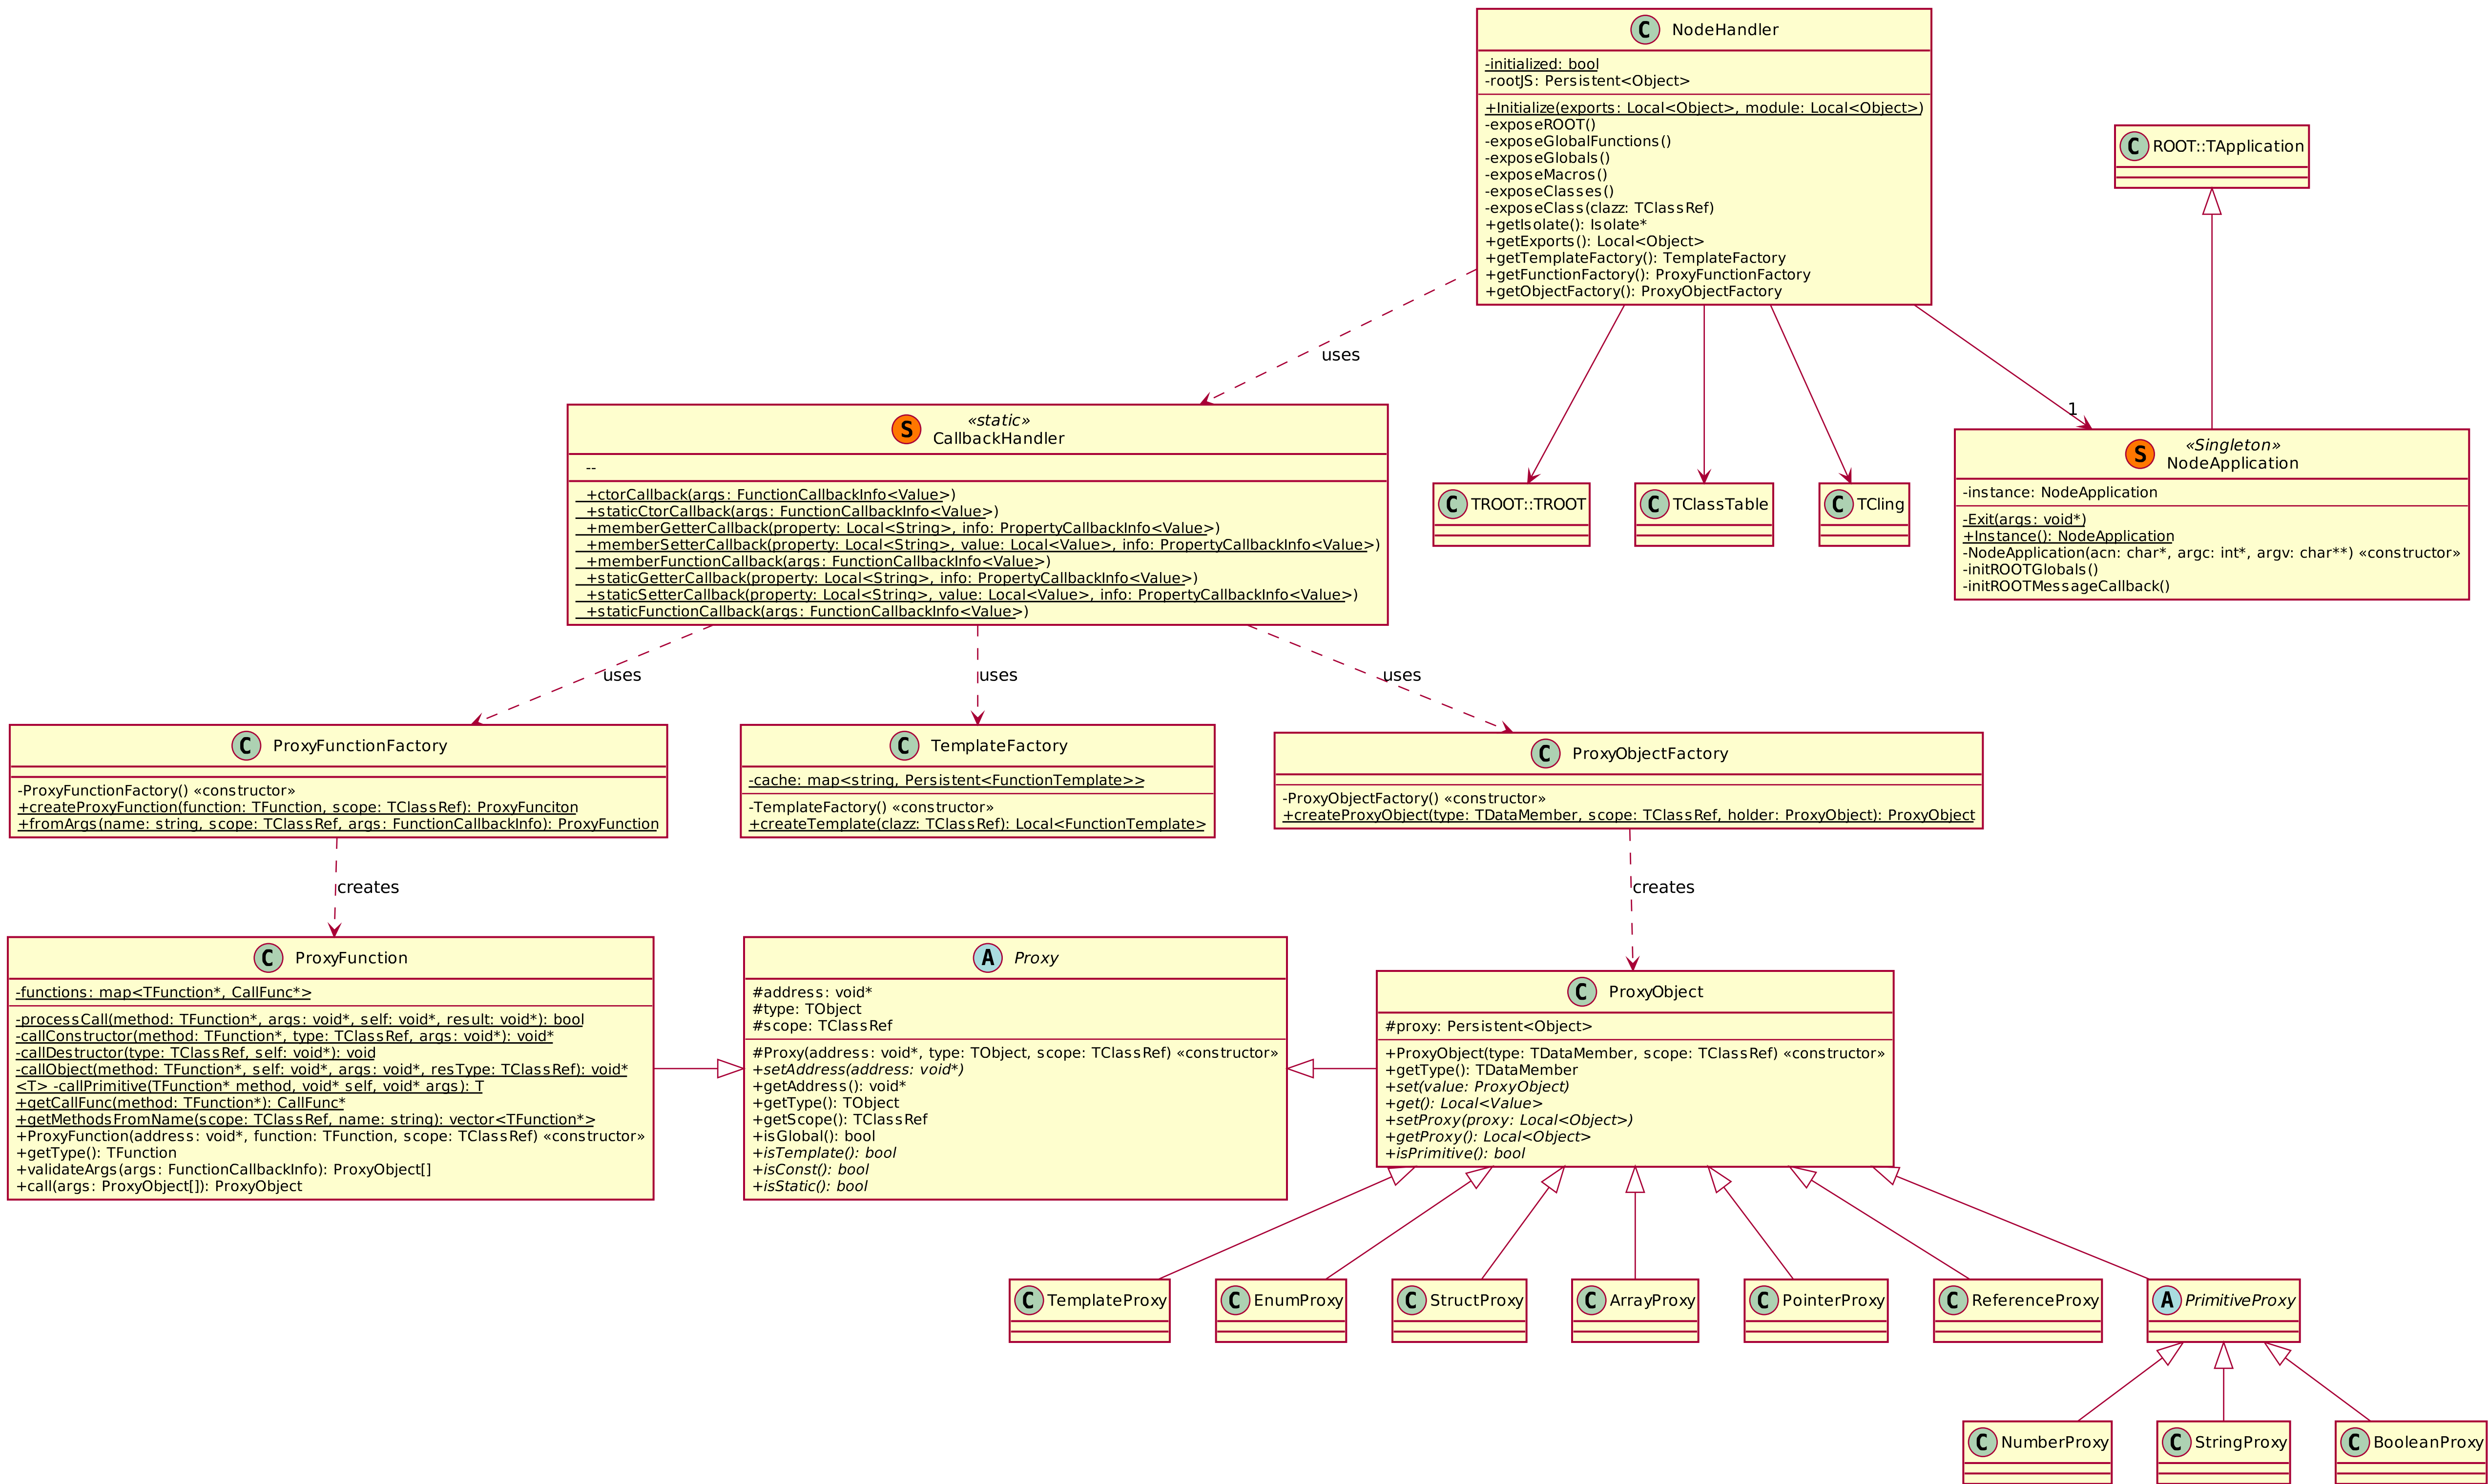 C NodeHandler
-initialized: bool
-rootJS: Persistent<Object>
+Initialize(exports: Local<Object>, module: Local<Object>)
-exposeROOT()
-exposeGlobalFunctions()
-exposeGlobals()
-exposeMacros()
-exposeClasses()
-exposeClass(clazz: TClassRef)
+getIsolate(): Isolate*
+getExports(): Local<Object>
+getTemplateFactory(): TemplateFactory
+getFunctionFactory(): ProxyFunctionFactory
+getObjectFactory(): ProxyObjectFactory
C ROOT::TApplication
uses
1
S «static»
CallbackHandler
--
+ctorCallback(args: FunctionCallbackInfo<Value>)
+staticCtorCallback(args: FunctionCallbackInfo<Value>)
+memberGetterCallback(property: Local<String>, info: PropertyCallbackInfo<Value>)
+memberSetterCallback(property: Local<String>, value: Local<Value>, info: PropertyCallbackInfo<Value>)
+memberFunctionCallback(args: FunctionCallbackInfo<Value>)
+staticGetterCallback(property: Local<String>, info: PropertyCallbackInfo<Value>)
+staticSetterCallback(property: Local<String>, value: Local<Value>, info: PropertyCallbackInfo<Value>)
+staticFunctionCallback(args: FunctionCallbackInfo<Value>)
C TROOT::TROOT
C TClassTable
C TCling
S «Singleton»
NodeApplication
-instance: NodeApplication
-Exit(args: void*)
+Instance(): NodeApplication
-NodeApplication(acn: char*, argc: int*, argv: char**) «constructor»
-initROOTGlobals()
-initROOTMessageCallback()
uses
uses
uses
C ProxyFunctionFactory
-ProxyFunctionFactory() «constructor»
+createProxyFunction(function: TFunction, scope: TClassRef): ProxyFunciton
+fromArgs(name: string, scope: TClassRef, args: FunctionCallbackInfo): ProxyFunction
C TemplateFactory
-cache: map<string, Persistent<FunctionTemplate>>
-TemplateFactory() «constructor»
+createTemplate(clazz: TClassRef): Local<FunctionTemplate>
C ProxyObjectFactory
-ProxyObjectFactory() «constructor»
+createProxyObject(type: TDataMember, scope: TClassRef, holder: ProxyObject): ProxyObject
creates
creates
C ProxyFunction
-functions: map<TFunction*, CallFunc*>
-processCall(method: TFunction*, args: void*, self: void*, result: void*): bool
-callConstructor(method: TFunction*, type: TClassRef, args: void*): void*
-callDestructor(type: TClassRef, self: void*): void
-callObject(method: TFunction*, self: void*, args: void*, resType: TClassRef): void*
<T> -callPrimitive(TFunction* method, void* self, void* args): T
+getCallFunc(method: TFunction*): CallFunc*
+getMethodsFromName(scope: TClassRef, name: string): vector<TFunction*>
+ProxyFunction(address: void*, function: TFunction, scope: TClassRef) «constructor»
+getType(): TFunction
+validateArgs(args: FunctionCallbackInfo): ProxyObject[]
+call(args: ProxyObject[]): ProxyObject
A Proxy
#address: void*
#type: TObject
#scope: TClassRef
#Proxy(address: void*, type: TObject, scope: TClassRef) «constructor»
+setAddress(address: void*)
+getAddress(): void*
+getType(): TObject
+getScope(): TClassRef
+isGlobal(): bool
+isTemplate(): bool
+isConst(): bool
+isStatic(): bool
C ProxyObject
#proxy: Persistent<Object>
+ProxyObject(type: TDataMember, scope: TClassRef) «constructor»
+getType(): TDataMember
+set(value: ProxyObject)
+get(): Local<Value>
+setProxy(proxy: Local<Object>)
+getProxy(): Local<Object>
+isPrimitive(): bool
C TemplateProxy
C EnumProxy
C StructProxy
C ArrayProxy
C PointerProxy
C ReferenceProxy
A PrimitiveProxy
C NumberProxy
C StringProxy
C BooleanProxy